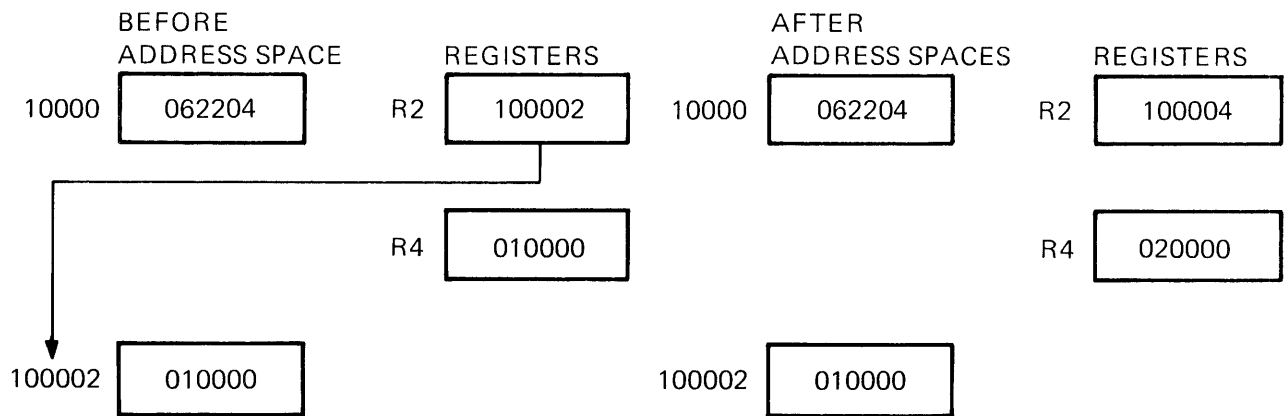 BEFORE
ADDRESS SPACE REGISTERS
10000 062204 R2 100002
R4 010000
100002 010000
AFTER
ADDRESS SPACES REGISTERS
10000 062204 R2 100004
R4 020000
100002 010000